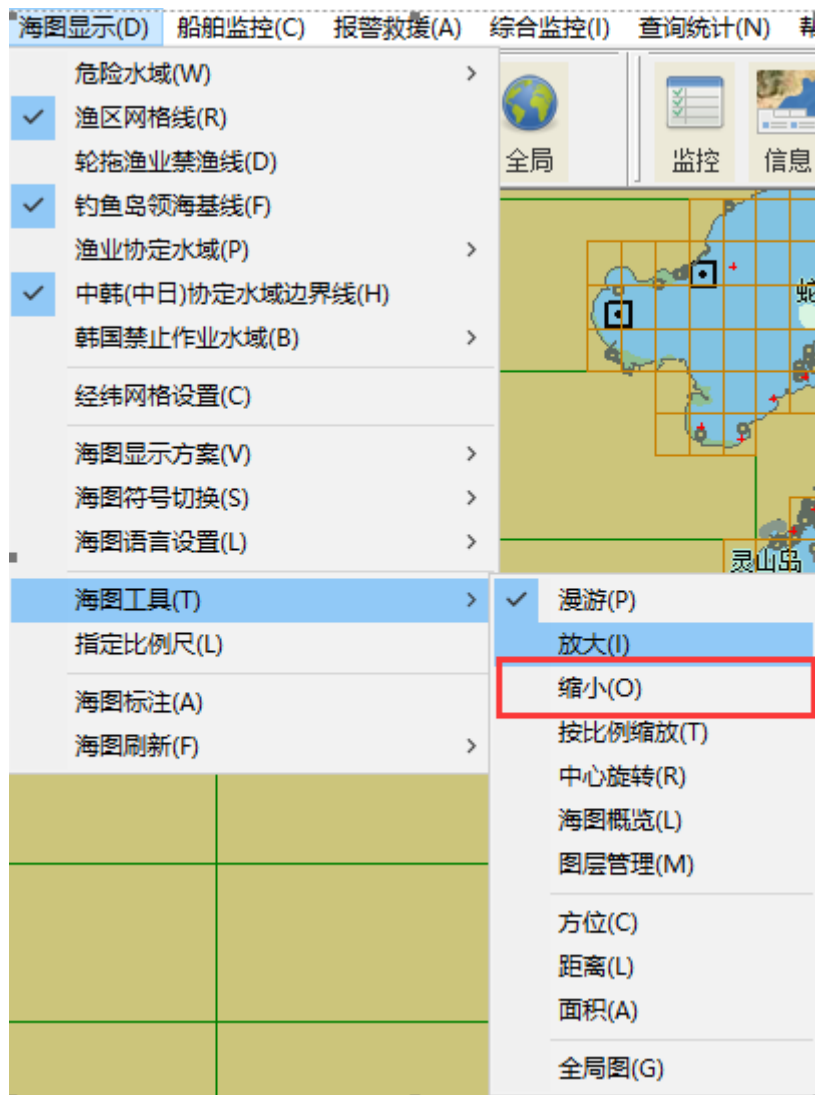 海图显示(D) 船舶监控(C) 报警救援(A) 综合监控(I) 查询统计(N)
危险水域(W)
渔区网格线(R)
轮拖渔业禁渔线(D)
钓鱼岛领海基线(F)
渔业协定水域(P)
中韩(中日)协定水域边界线(H)
韩国禁止作业水域(B)
经纬网格设置(C)
海图显示方案(V)
海图符号切换(S)
海图语言设置(L)
海图工具(T)
指定比例尺(L)
海图标注(A)
海图刷新(F)
全局 监控 信息
灵山岛
漫游(P)
放大(I)
缩小(O)
按比例缩放(T)
中心旋转(R)
海图概览(L)
图层管理(M)
方位(C)
距离(L)
面积(A)
全局图(G)